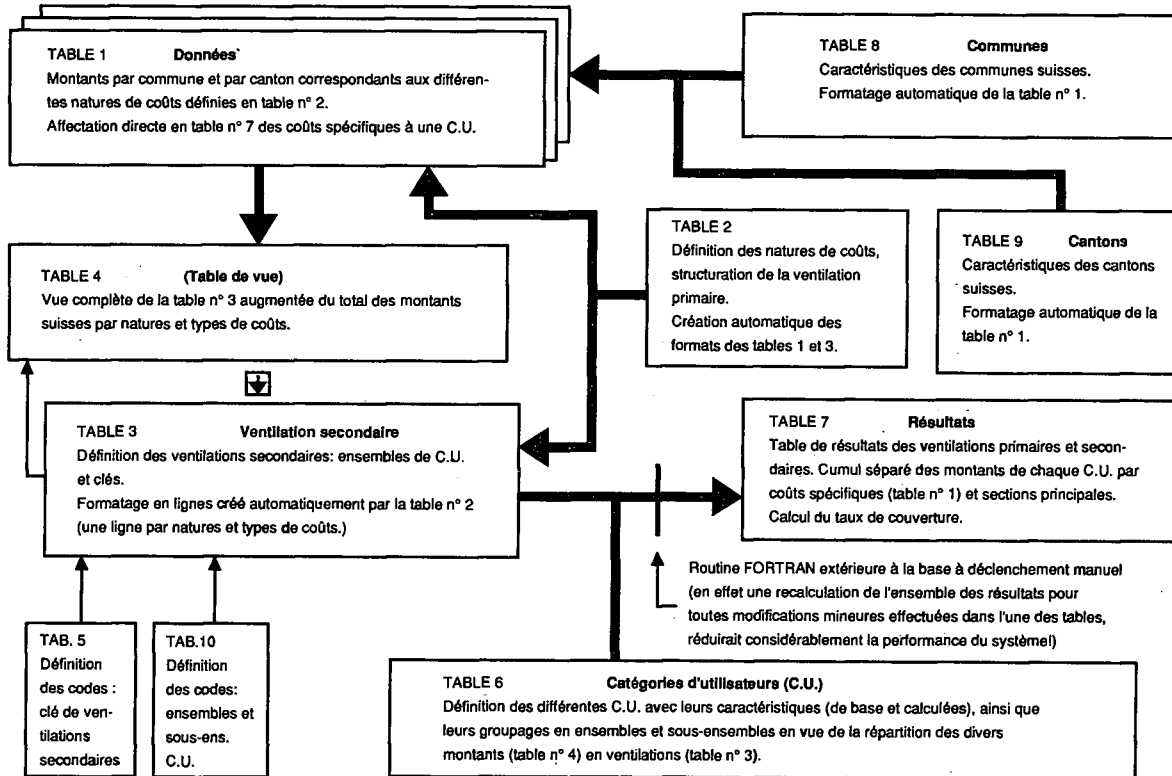 TABLE 1 Données
Montants par commune et par canton correspondants aux différen-
tes natures de coûts définies en table n° 2.
Affectation directe en table n° 7 des coûts spécifiques à une C.U.
TABLE 8 Communes
Caractéristiques des communes suisses.
Formatage automatique de la table n° 1.
TABLE 4 (Table de vue)
Vue complète de la table n° 3 augmentée du total des montants
suisses par natures et types de coûts.
TABLE 2
Définition des natures de coûts,
structuration de la ventilation
primaire.
Création automatique des
formats des tables 1 et 3.
TABLE 9 Cantons
Caractéristiques des cantons
suisses.
Formatage automatique de la
table n° 1.
TABLE 3 Ventilation secondaire
Définition des ventilations secondaires: ensembles de C.U.
et clés.
Formatage en lignes créé automatiquement par la table n° 2
(une ligne par natures et types de coûts.)
TABLE 7 Résultats
Table de résultats des ventilations primaires et secon-
daires. Cumul séparé des montants de chaque C.U. par
coûts spécifiques (table n° 1) et sections principales.
Calcul du taux de couverture.
Routine FORTRAN extérieure à la base à déclenchement manuel
(en effet une recalculation de l'ensemble des résultats pour
toutes modifications mineures effectuées dans l'une des tables,
réduirait considérablement la performance du système!)
TAB. 5
Définition
des codes :
clé de ven-
tilations
secondaires
TAB.10
Définition
des codes:
ensembles et
sous-ens.
C.U.
TABLE 6 Catégories d'utilisateurs (C.U.)
Définition des différentes C.U. avec leurs caractéristiques (de base et calculées), ainsi que
leurs groupages en ensembles et sous-ensembles en vue de la répartition des divers
montants (table n° 4) en ventilations (table n° 3).